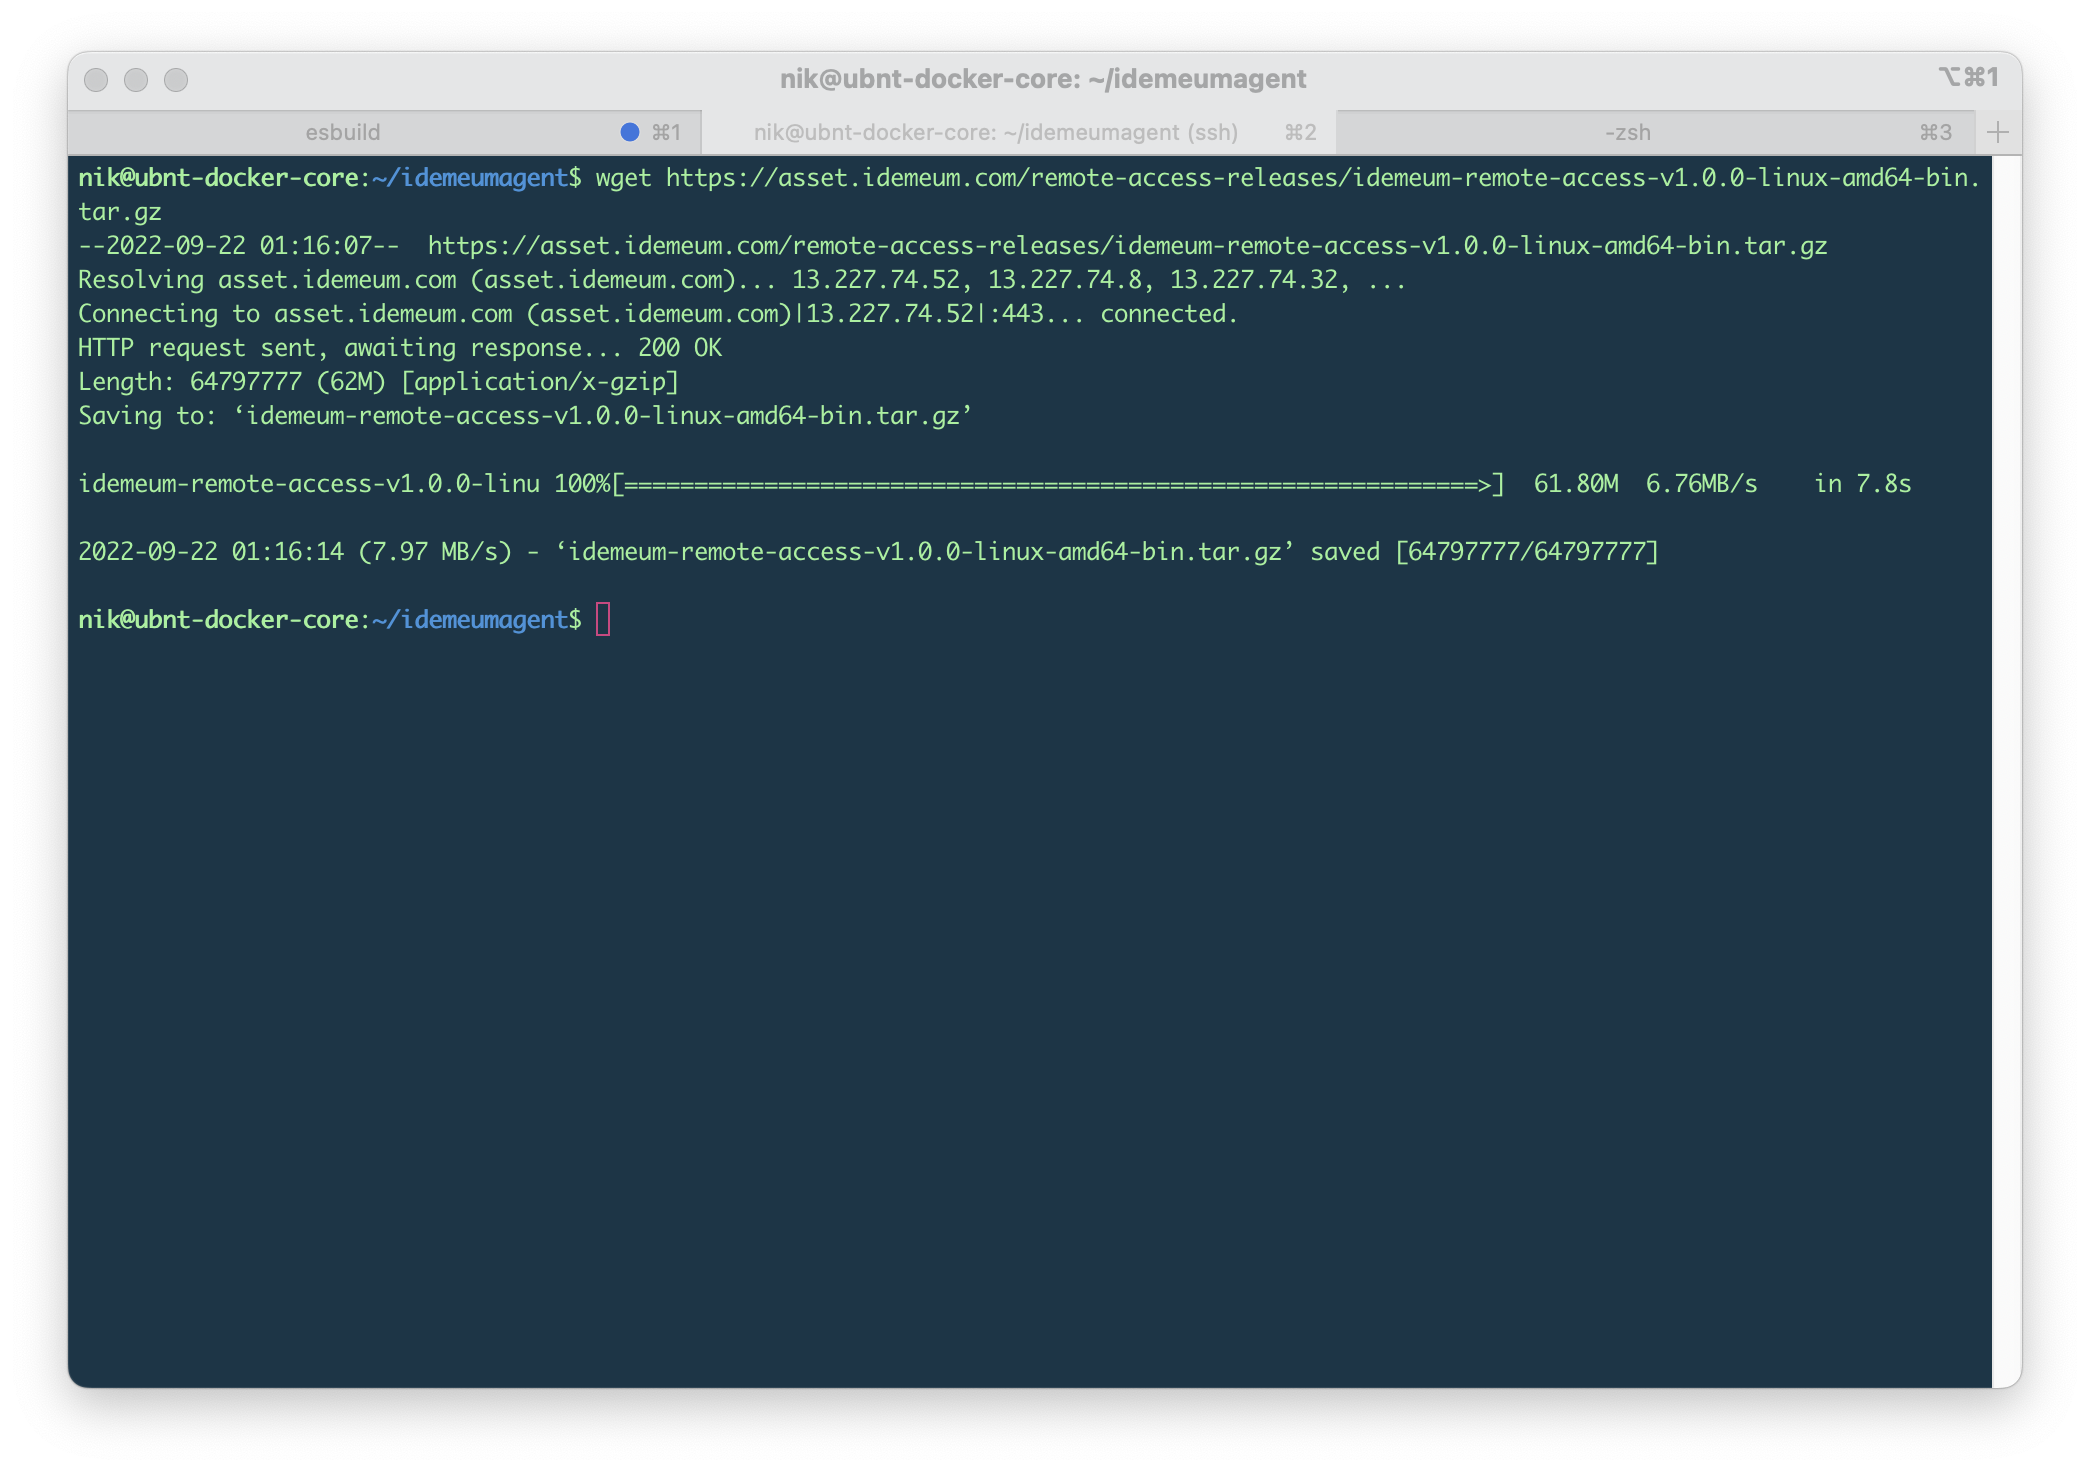 nik@ubnt-docker-core: ~/idemeumagent
⌥⌘1
esbuild ⌘1
nik@ubnt-docker-core: ~/idemeumagent (ssh) ⌘2
-zsh ⌘3
nik@ubnt-docker-core:~/idemeumagent$ wget https://asset.idemeum.com/remote-access-releases/idemeum-remote-access-v1.0.0-linux-amd64-bin.
tar.gz
--2022-09-22 01:16:07--  https://asset.idemeum.com/remote-access-releases/idemeum-remote-access-v1.0.0-linux-amd64-bin.tar.gz
Resolving asset.idemeum.com (asset.idemeum.com)... 13.227.74.52, 13.227.74.8, 13.227.74.32, ...
Connecting to asset.idemeum.com (asset.idemeum.com)|13.227.74.52|:443... connected.
HTTP request sent, awaiting response... 200 OK
Length: 64797777 (62M) [application/x-gzip]
Saving to: ‘idemeum-remote-access-v1.0.0-linux-amd64-bin.tar.gz’
idemeum-remote-access-v1.0.0-linu 100%[=============================================================>]  61.80M  6.76MB/s    in 7.8s
2022-09-22 01:16:14 (7.97 MB/s) - ‘idemeum-remote-access-v1.0.0-linux-amd64-bin.tar.gz’ saved [64797777/64797777]
nik@ubnt-docker-core:~/idemeumagent$